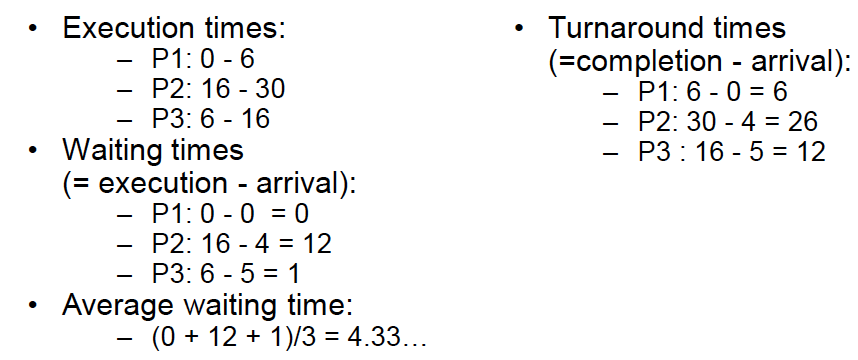 • Execution times:
– P1: 0 - 6
– P2: 16 - 30
– P3: 6 - 16
• Waiting times
(= execution - arrival):
– P1: 0 - 0 = 0
– P2: 16 - 4 = 12
– P3: 6 - 5 = 1
• Average waiting time:
– (0 + 12 + 1)/3 = 4.33…
• Turnaround times
(=completion - arrival):
– P1: 6 - 0 = 6
– P2: 30 - 4 = 26
– P3 : 16 - 5 = 12